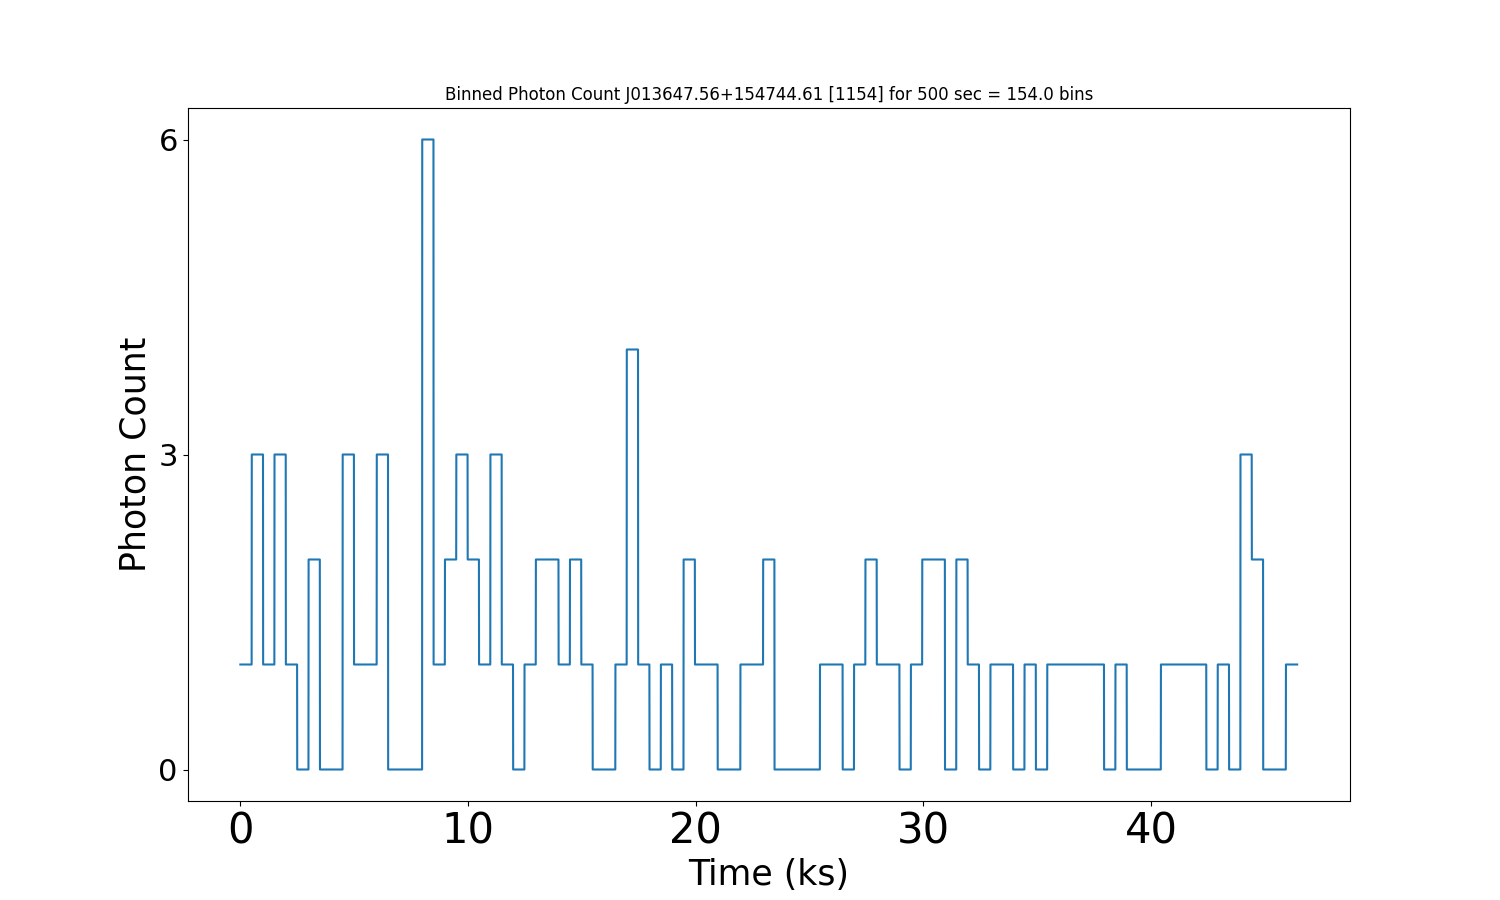 Binned Photon Count J013647.56+154744.61 [1154] for 500 sec = 154.0 bins
6
3
0
Photon Count
0 10 20 30 40
Time (ks)